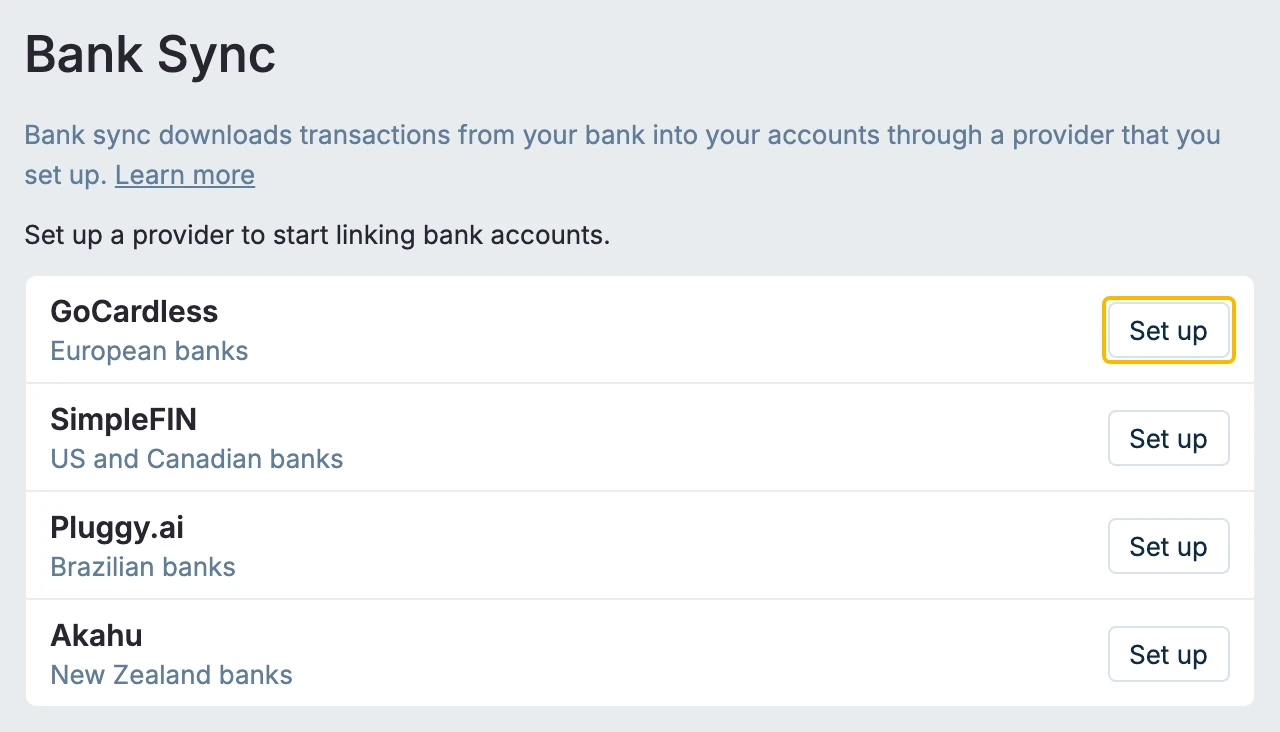 Bank Sync
Bank sync downloads transactions from your bank into your accounts through a provider that you
set up. Learn more
Set up a provider to start linking bank accounts.
GoCardless
European banks
Set up
SimpleFIN
US and Canadian banks
Set up
Pluggy.ai
Brazilian banks
Set up
Akahu
New Zealand banks
Set up